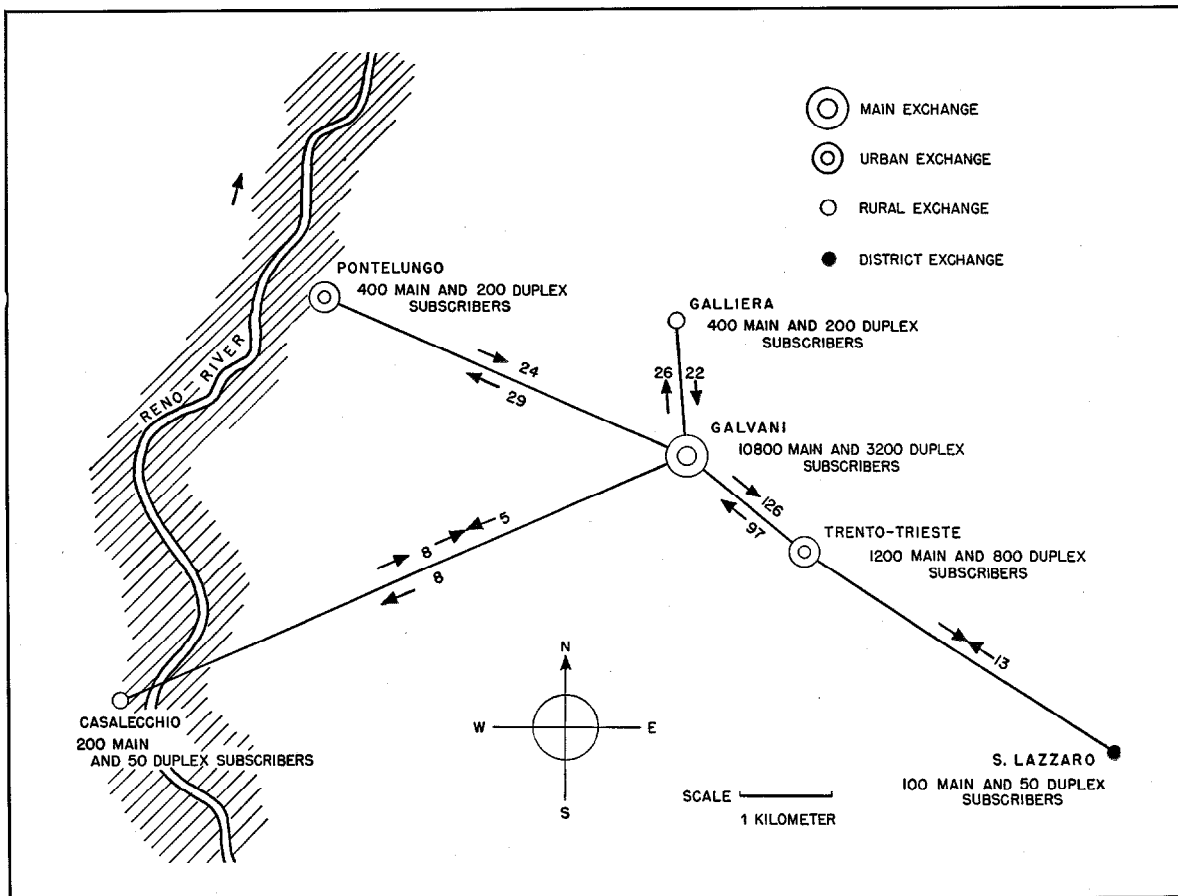 MAIN EXCHANGE
URBAN EXCHANGE
RURAL EXCHANGE
DISTRICT EXCHANGE
PONTELUNGO
400 MAIN AND 200 DUPLEX
SUBSCRIBERS
GALLIERA
400 MAIN AND 200 DUPLEX
SUBSCRIBERS
RENO-RIVER
24
29
26
22
GALVANI
10800 MAIN AND 3200 DUPLEX
SUBSCRIBERS
126
97
5
8
8
TRENTO-TRIESTE
1200 MAIN AND 800 DUPLEX
SUBSCRIBERS
13
N
W
E
S
CASALECCHIO
200 MAIN
AND 50 DUPLEX SUBSCRIBERS
S. LAZZARO
100 MAIN AND 50 DUPLEX
SUBSCRIBERS
SCALE
1 KILOMETER